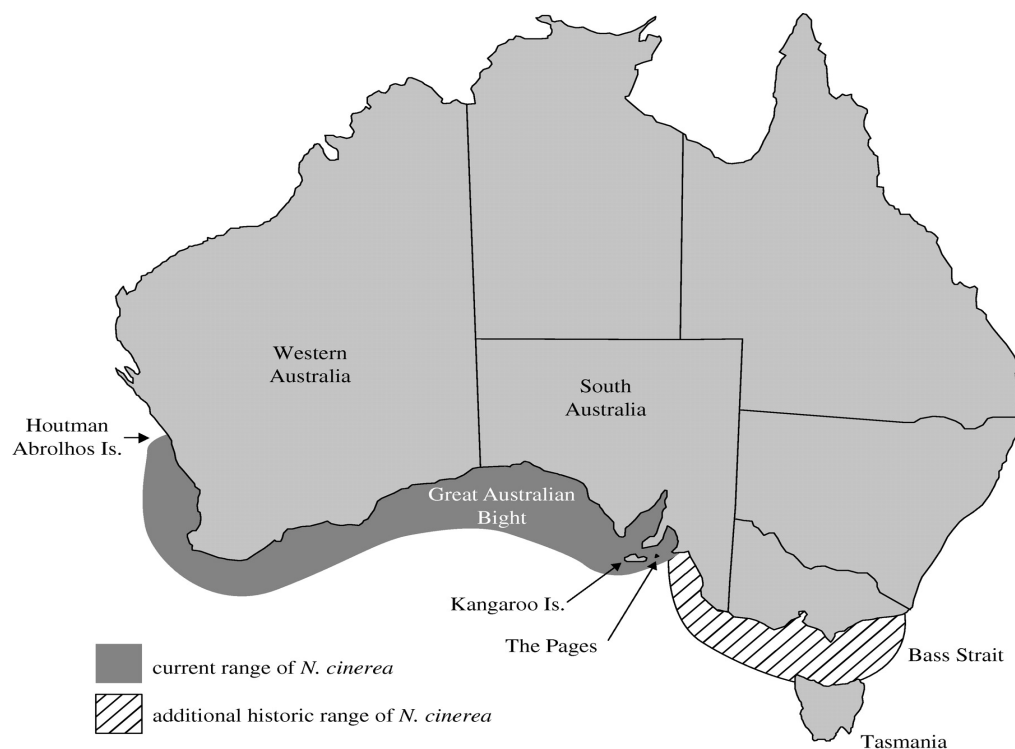 Western
Australia
South
Australia
Houtman
Abrolhos Is.
Great Australian
Bight
Kangaroo Is.
The Pages
Bass Strait
current range of N. cinerea
additional historic range of N. cinerea
Tasmania